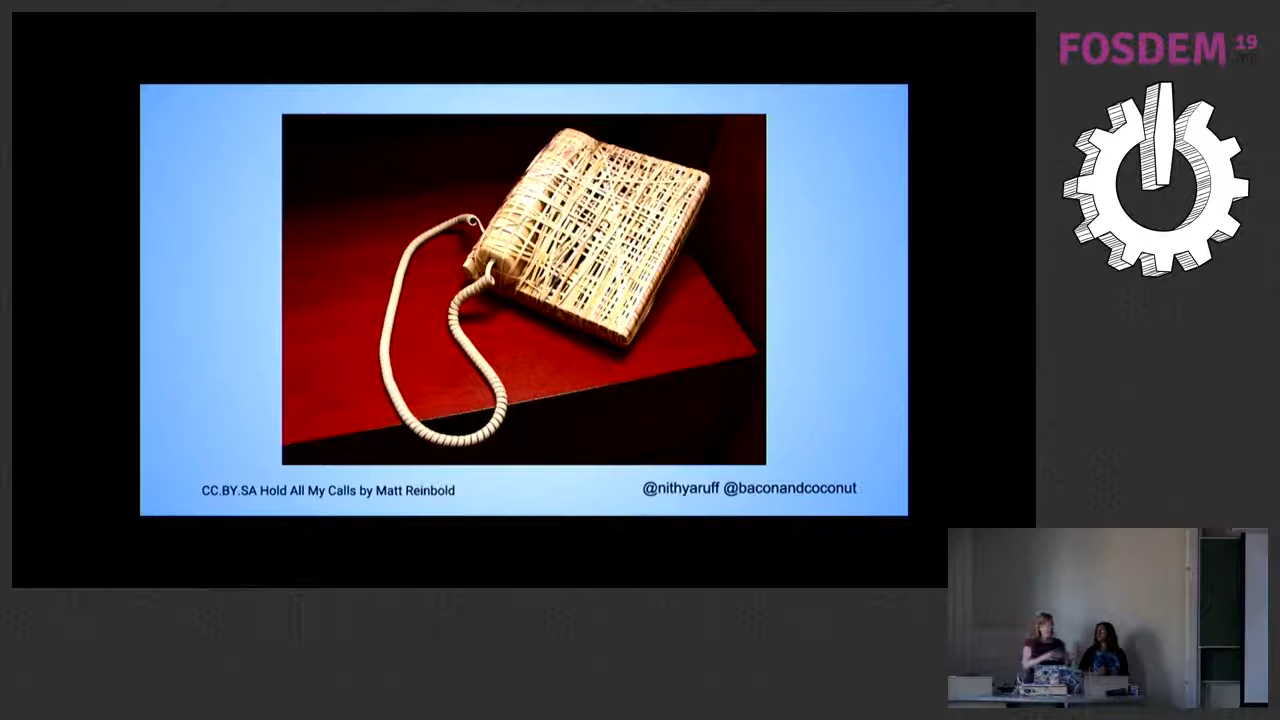 FOSDEM 19
CC.BY.SA Hold All My Calls by Matt Reinbold
@nithyaruff @baconandcoconut